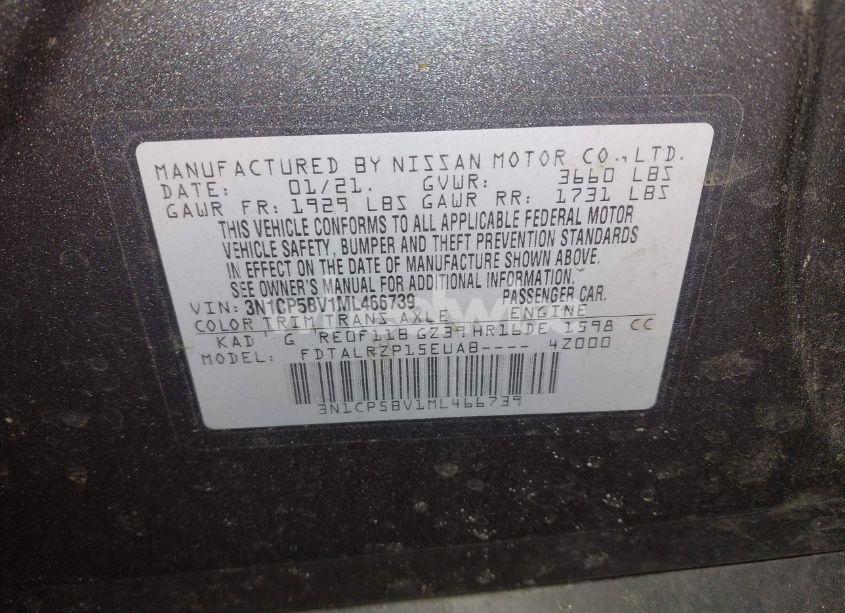 MANUFACTURED BY NISSAN MOTOR CO., LTD.
DATE: 01/21. GVWR: 3660 LBS
GAWR FR: 1929 LBS GAWR RR: 1731 LBS
THIS VEHICLE CONFORMS TO ALL APPLICABLE FEDERAL MOTOR
VEHICLE SAFETY, BUMPER AND THEFT PREVENTION STANDARDS
IN EFFECT ON THE DATE OF MANUFACTURE SHOWN ABOVE.
SEE OWNER'S MANUAL FOR ADDITIONAL INFORMATION.
VIN: 3N1CP5BV1ML466739 PASSENGER CAR.
COLOR TRIM TRANS AXLE ENGINE
KAD G RE0F11B GZ39 HR16DE 1598 CC
MODEL: FDTALRZP15EUA8---- 4Z000
3N1CP5BV1ML466739